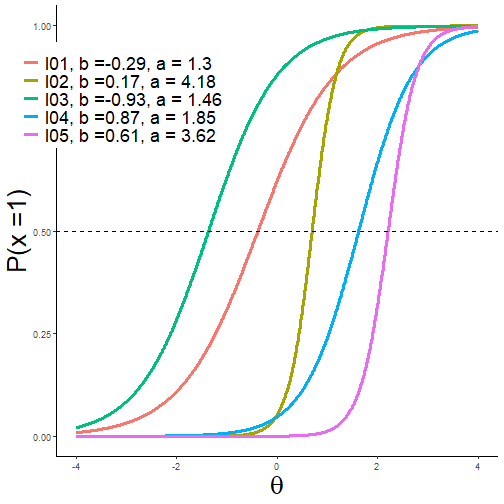 1.00
I01, b =-0.29, a = 1.3
I02, b =0.17, a = 4.18
I03, b =-0.93, a = 1.46
I04, b =0.87, a = 1.85
I05, b =0.61, a = 3.62
P(x =1)
0.50
0.25
0.00
-4 -2 0 2 4
θ